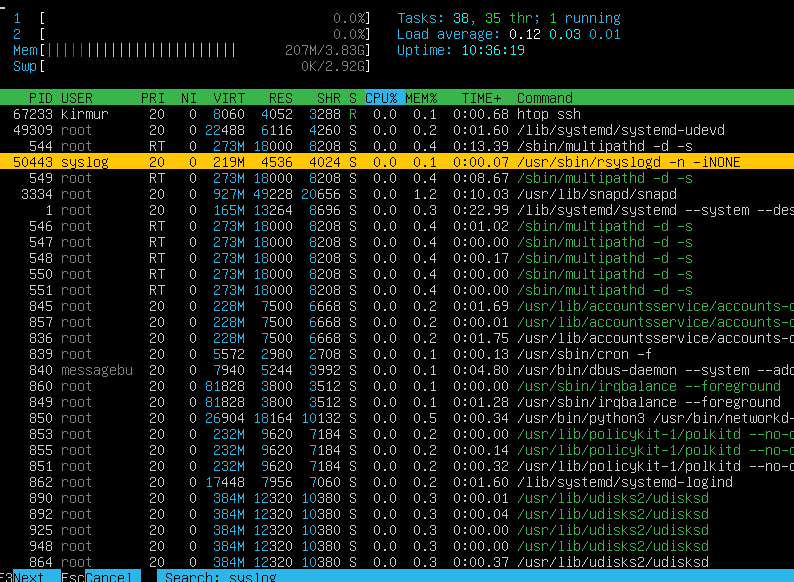 1 [ 0.0%] Tasks: 38, 35 thr; 1 running
2 [ 0.0%] Load average: 0.12 0.03 0.01
Mem[|||||||||||||||||||||||| 207M/3.83G] Uptime: 10:36:19
Swp[ 0K/2.92G]
PID USER PRI NI VIRT RES SHR S CPU% MEM% TIME+ Command
67233 kirmur 20 0 8060 4052 3288 R 0.0 0.1 0:00.68 htop ssh
49309 root 20 0 22488 6116 4260 S 0.0 0.2 0:01.60 /lib/systemd/systemd-udevd
544 root RT 0 273M 18000 8208 S 0.0 0.4 0:13.39 /sbin/multipathd -d -s
50443 syslog 20 0 219M 4536 4024 S 0.0 0.1 0:00.07 /usr/sbin/rsyslogd -n -iNONE
549 root RT 0 273M 18000 8208 S 0.0 0.4 0:08.67 /sbin/multipathd -d -s
3334 root 20 0 927M 49228 20656 S 0.0 1.2 0:10.03 /usr/lib/snapd/snapd
1 root 20 0 165M 13264 8696 S 0.0 0.3 0:22.99 /lib/systemd/systemd --system --des
546 root RT 0 273M 18000 8208 S 0.0 0.4 0:01.02 /sbin/multipathd -d -s
547 root RT 0 273M 18000 8208 S 0.0 0.4 0:00.00 /sbin/multipathd -d -s
548 root RT 0 273M 18000 8208 S 0.0 0.4 0:00.17 /sbin/multipathd -d -s
550 root RT 0 273M 18000 8208 S 0.0 0.4 0:00.00 /sbin/multipathd -d -s
551 root RT 0 273M 18000 8208 S 0.0 0.4 0:00.00 /sbin/multipathd -d -s
845 root 20 0 228M 7500 6668 S 0.0 0.2 0:01.69 /usr/lib/accountsservice/accounts-d
857 root 20 0 228M 7500 6668 S 0.0 0.2 0:00.01 /usr/lib/accountsservice/accounts-d
836 root 20 0 228M 7500 6668 S 0.0 0.2 0:01.75 /usr/lib/accountsservice/accounts-d
839 root 20 0 5572 2980 2708 S 0.0 0.1 0:00.13 /usr/sbin/cron -f
840 messagebu 20 0 7940 5244 3992 S 0.0 0.1 0:04.80 /usr/bin/dbus-daemon --system --add
860 root 20 0 81828 3800 3512 S 0.0 0.1 0:00.00 /usr/sbin/irqbalance --foreground
849 root 20 0 81828 3800 3512 S 0.0 0.1 0:01.28 /usr/sbin/irqbalance --foreground
850 root 20 0 26904 18164 10132 S 0.0 0.5 0:00.34 /usr/bin/python3 /usr/bin/networkd-
853 root 20 0 232M 9620 7184 S 0.0 0.2 0:00.00 /usr/lib/policykit-1/polkitd --no-d
855 root 20 0 232M 9620 7184 S 0.0 0.2 0:00.14 /usr/lib/policykit-1/polkitd --no-d
851 root 20 0 232M 9620 7184 S 0.0 0.2 0:00.32 /usr/lib/policykit-1/polkitd --no-d
862 root 20 0 17448 7956 7060 S 0.0 0.2 0:01.60 /lib/systemd/systemd-logind
890 root 20 0 384M 12320 10380 S 0.0 0.3 0:00.01 /usr/lib/udisks2/udisksd
892 root 20 0 384M 12320 10380 S 0.0 0.3 0:00.04 /usr/lib/udisks2/udisksd
925 root 20 0 384M 12320 10380 S 0.0 0.3 0:00.00 /usr/lib/udisks2/udisksd
948 root 20 0 384M 12320 10380 S 0.0 0.3 0:00.00 /usr/lib/udisks2/udisksd
864 root 20 0 384M 12320 10380 S 0.0 0.3 0:00.37 /usr/lib/udisks2/udisksd
F3Next EscCancel Search: syslog